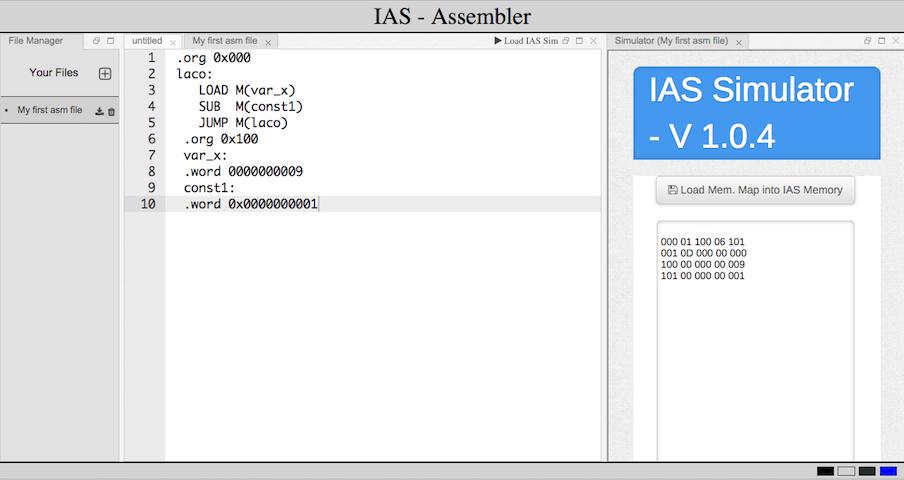 IAS - Assembler
File Manager
Your Files
My first asm file
untitled
My first asm file
Load IAS Sim
1 .org 0x000
2 laco:
3 LOAD M(var_x)
4 SUB M(const1)
5 JUMP M(laco)
6 .org 0x100
7 var_x:
8 .word 0000000009
9 const1:
10 .word 0x0000000001
Simulator (My first asm file)
IAS Simulator
- V 1.0.4
Load Mem. Map into IAS Memory
000 01 100 06 101
001 0D 000 00 000
100 00 000 00 009
101 00 000 00 001